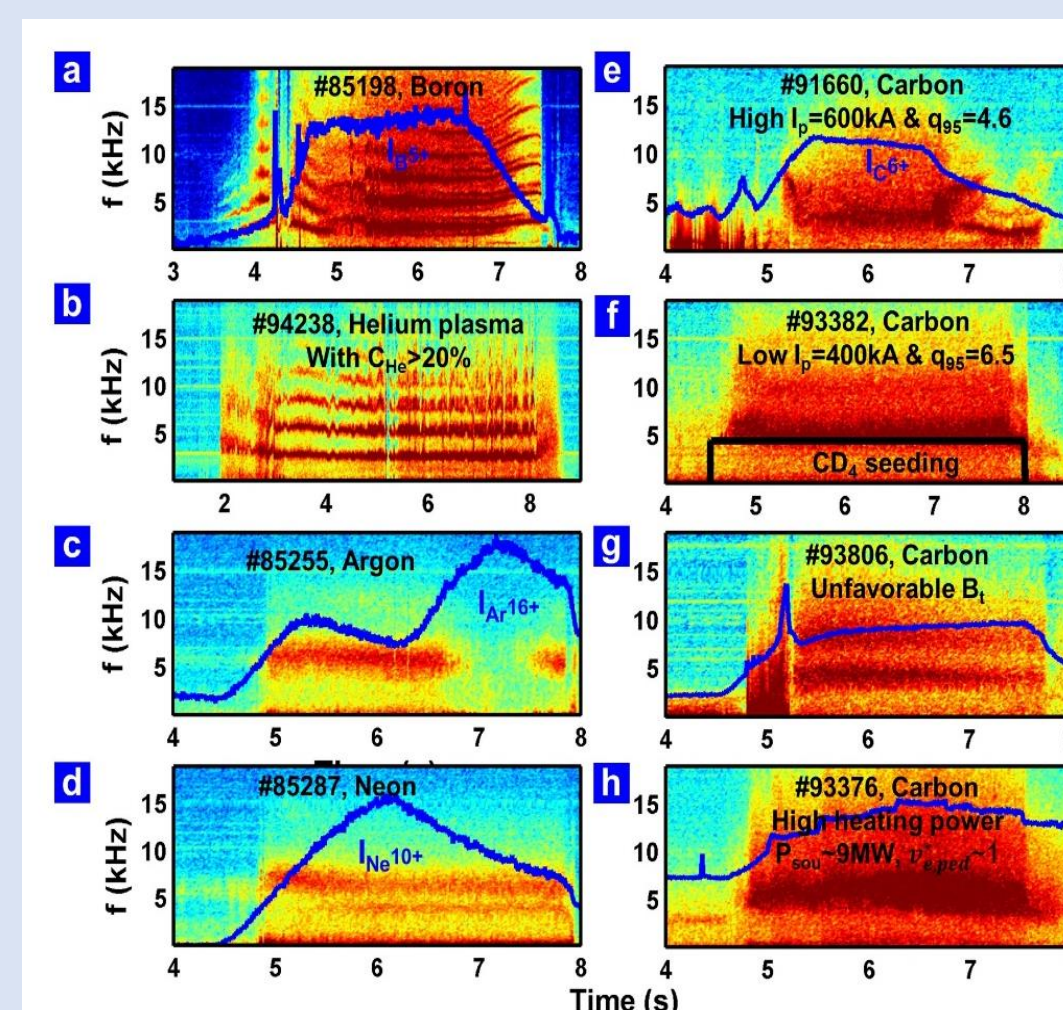 a
#85198, Boron
I_B5+
f (kHz)
15
10
5
3 4 5 6 7 8
b
#94238, Helium plasma
With C_He>20%
f (kHz)
15
10
5
2 4 6 8
c
#85255, Argon
I_Ar16+
f (kHz)
15
10
5
4 5 6 7 8
d
#85287, Neon
I_Ne10+
f (kHz)
15
10
5
4 5 6 7 8
e
#91660, Carbon
High I_p=600kA & q_95=4.6
I_C6+
15
10
5
4 5 6 7
f
#93382, Carbon
Low I_p=400kA & q_95=6.5
CD_4 seeding
15
10
5
4 5 6 7 8
g
#93806, Carbon
Unfavorable B_t
15
10
5
4 5 6 7
h
#93376, Carbon
High heating power
P_sou~9MW, ν*_e,ped~1
15
10
5
4 5 6 7
Time (s)